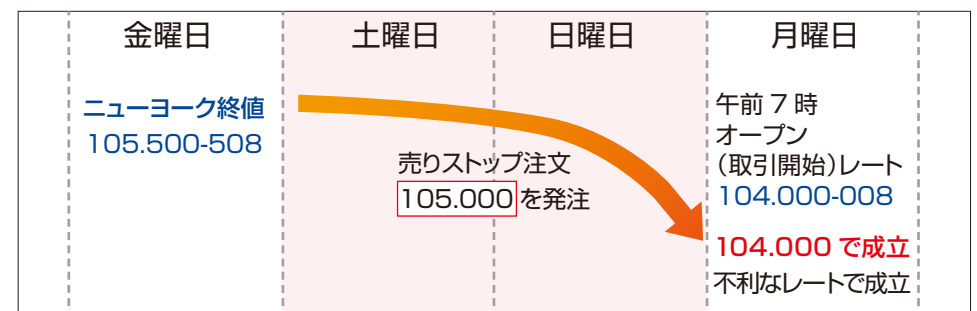 金曜日
土曜日
日曜日
月曜日
ニューヨーク終値
105.500-508
売りストップ注文
105.000を発注
午前7時
オープン
（取引開始）レート
104.000-008
104.000で成立
不利なレートで成立